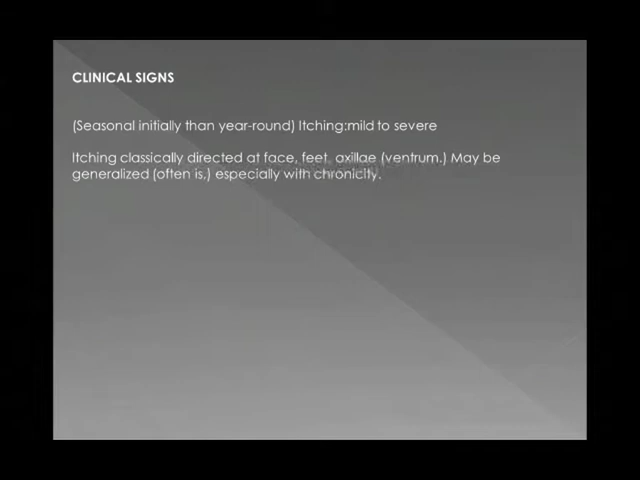 CLINICAL SIGNS
(Seasonal initially than year-round) Itching:mild to severe
Itching classically directed at face, feet, axillae (ventrum.) May be
generalized (often is,) especially with chronicity.